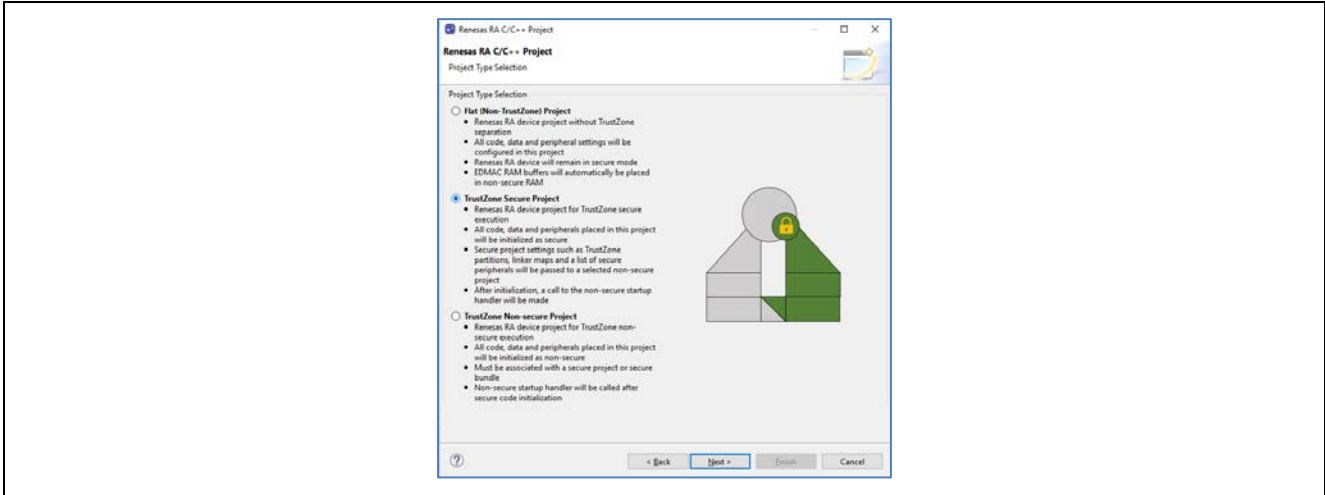 Renesas RA C/C++ Project
Renesas RA C/C++ Project
Project Type Selection
Project Type Selection
Flat (Non-TrustZone) Project
• Renesas RA device project without TrustZone
separation
• All code, data and peripheral settings will be
configured in this project
• Renesas RA device will remain in secure mode
• EDMAC RAM buffers will automatically be placed
in non-secure RAM
TrustZone Secure Project
• Renesas RA device project for TrustZone secure
execution
• All code, data and peripherals placed in this project
will be initialized as secure
• Secure project settings such as TrustZone
partitions, linker maps and a list of secure
peripherals will be passed to a selected non-secure
project
• After initialization, a call to the non-secure startup
handler will be made
TrustZone Non-secure Project
• Renesas RA device project for TrustZone non-
secure execution
• All code, data and peripherals placed in this project
will be initialized as non-secure
• Must be associated with a secure project or secure
bundle
• Non-secure startup handler will be called after
secure code initialization
? < Back Next > Finish Cancel